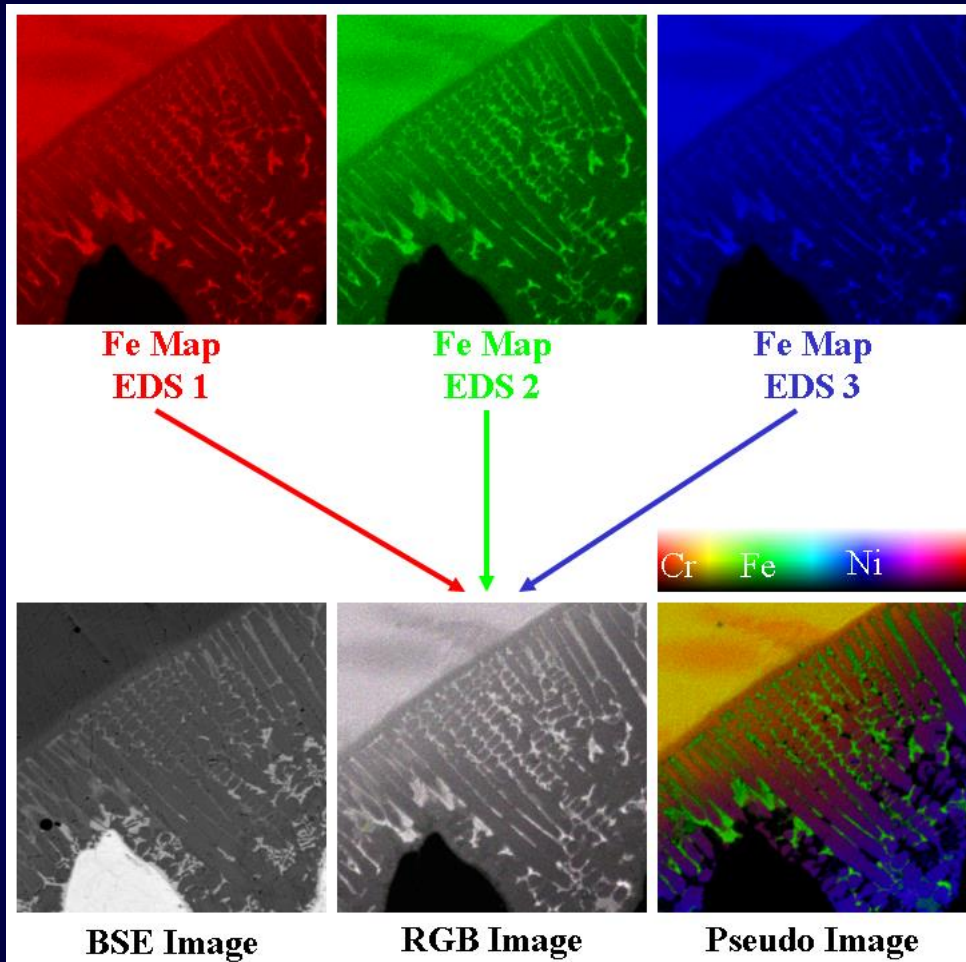 Fe Map
EDS 1
Fe Map
EDS 2
Fe Map
EDS 3
Cr Fe Ni
BSE Image
RGB Image
Pseudo Image